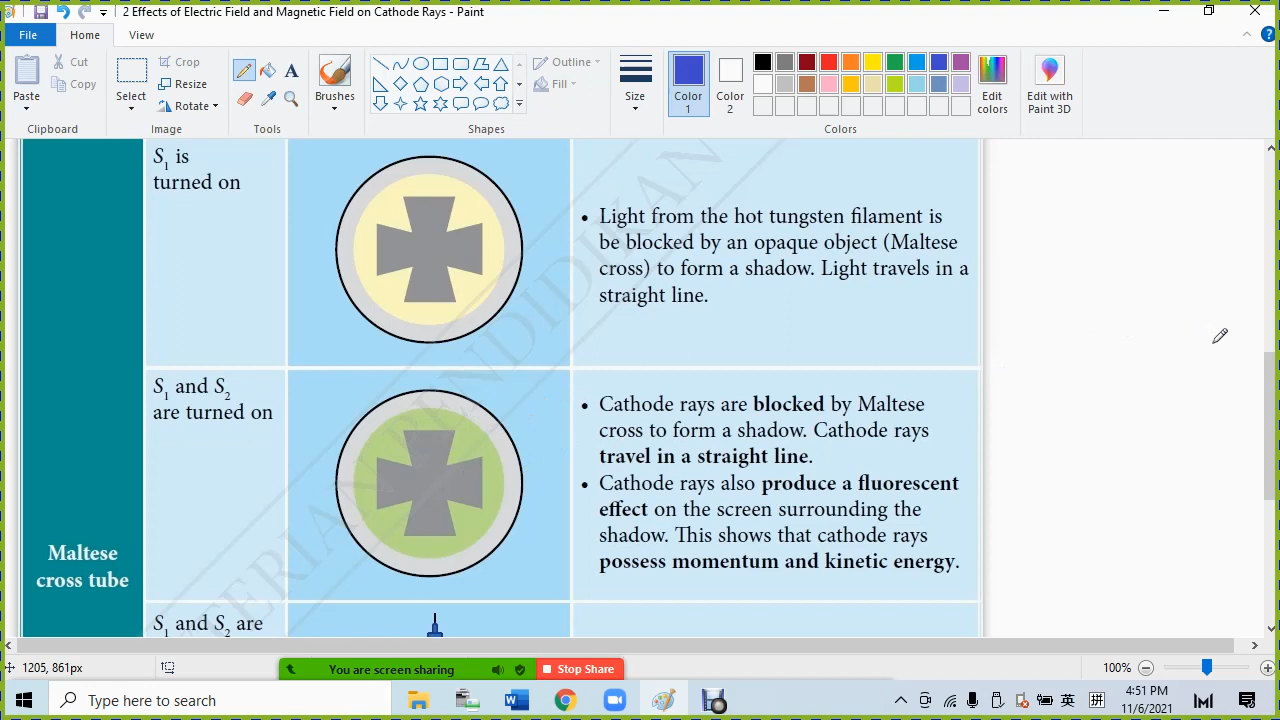 2 Effects of Electric Field and Magnetic Field on Cathode Rays - Paint
File
Home
View
Paste
Cut
Copy
Clipboard
Select
Crop
Resize
Rotate
Image
Tools
Brushes
Shapes
Outline
Fill
Size
Color 1
Color 2
Colors
Edit colors
Edit with Paint 3D
S1 is
turned on
• Light from the hot tungsten filament is
be blocked by an opaque object (Maltese
cross) to form a shadow. Light travels in a
straight line.
S1 and S2
are turned on
• Cathode rays are blocked by Maltese
cross to form a shadow. Cathode rays
travel in a straight line.
• Cathode rays also produce a fluorescent
effect on the screen surrounding the
shadow. This shows that cathode rays
possess momentum and kinetic energy.
Maltese
cross tube
S1 and S2 are
TERIAN PENDIDIKAN
1205, 861px
You are screen sharing
Stop Share
100%
Type here to search
英
拼
4:51 PM
11/6/2021